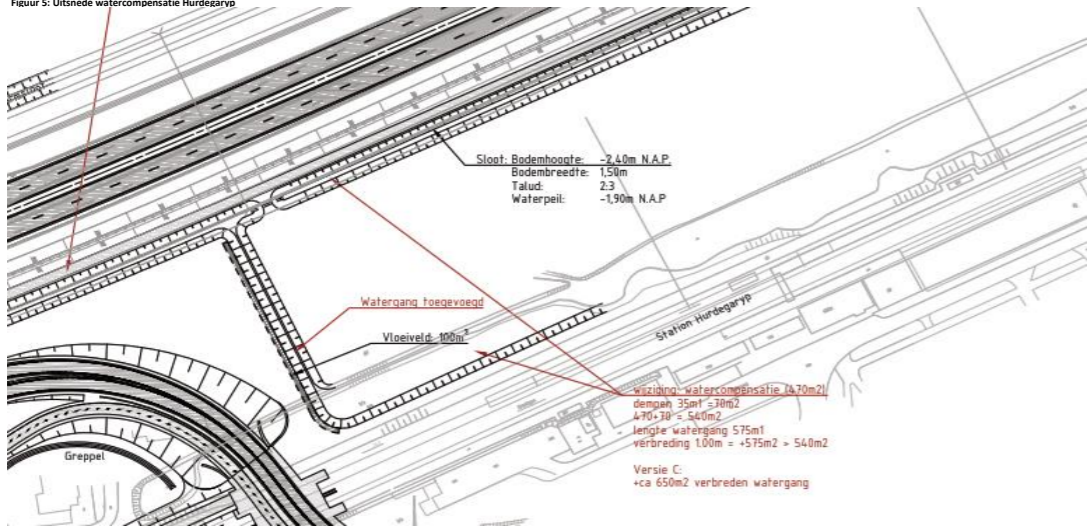 Figuur 5: Uitsnede watercompensatie Hurdegaryp
Sloot: Bodemhoogte: -2,40m N.A.P.
Bodembreedte: 1,50m
Talud: 2:3
Waterpeil: -1,90m N.A.P
Watergang toegevoegd
Vloeiveld: 100m²
Station Hurdegaryp
wijziging: watercompensatie (470m2)
dempen 35m1 =70m2
470+70 = 540m2
lengte watergang 575m1
verbreding 1.00m = +575m2 > 540m2
Versie C:
+ca 650m2 verbreden watergang
Greppel